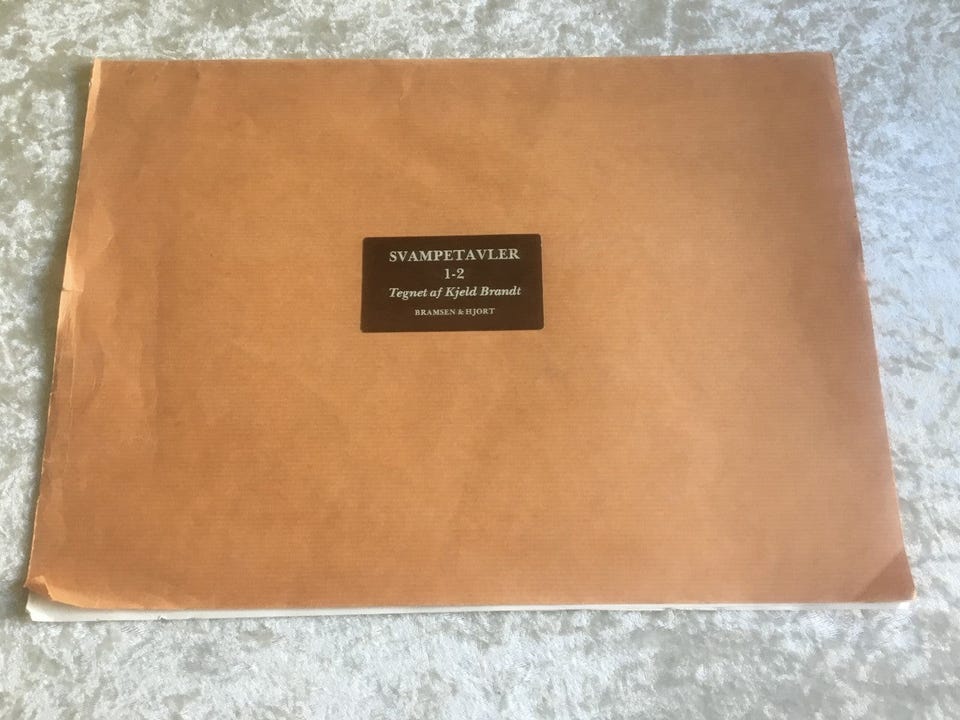 SVAMPETAVLER
1-2
Tegnet af Kjeld Brandt
BRAMSEN & HJORT